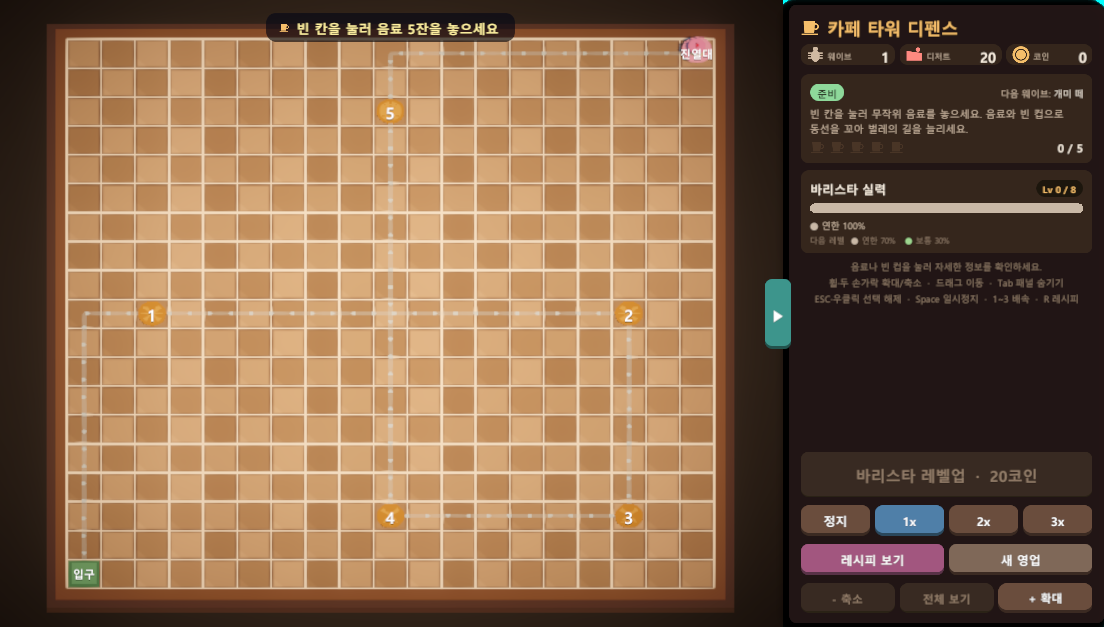 빈 칸을 눌러 음료 5잔을 놓으세요
진열대
5
1
2
4
3
입구
카페 타워 디펜스
웨이브 1
디저트 20
코인 0
준비
다음 웨이브: 개미 떼
빈 칸을 눌러 무작위 음료를 놓으세요. 음료와 빈 컵으로
동선을 꼬아 벌레의 길을 늘리세요.
0 / 5
바리스타 실력
Lv 0 / 8
연한 100%
다음 레벨 연한 70% 보통 30%
음료나 빈 컵을 눌러 자세한 정보를 확인하세요.
휠·두 손가락 확대/축소 · 드래그 이동 · Tab 패널 숨기기
ESC·우클릭 선택 해제 · Space 일시정지 · 1~3 배속 · R 레시피
바리스타 레벨업 · 20코인
정지
1x
2x
3x
레시피 보기
새 영업
- 축소
전체 보기
+ 확대